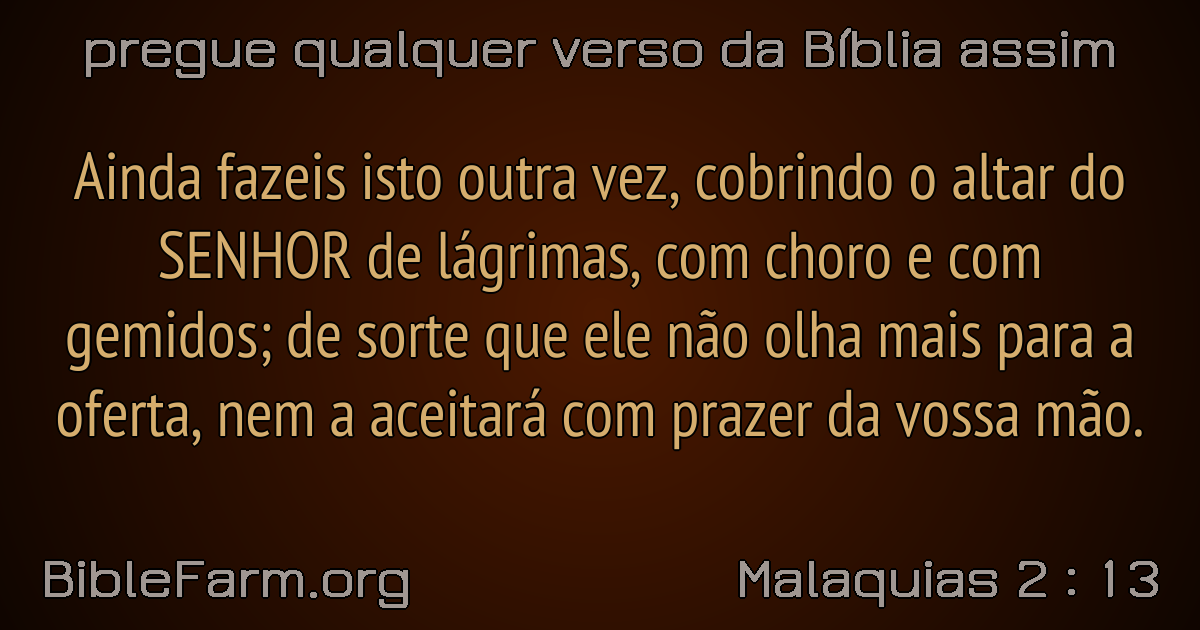 pregue qualquer verso da Bíblia assim
Ainda fazeis isto outra vez, cobrindo o altar do
SENHOR de lágrimas, com choro e com
gemidos; de sorte que ele não olha mais para a
oferta, nem a aceitará com prazer da vossa mão.
BibleFarm.org
Malaquias 2 : 13